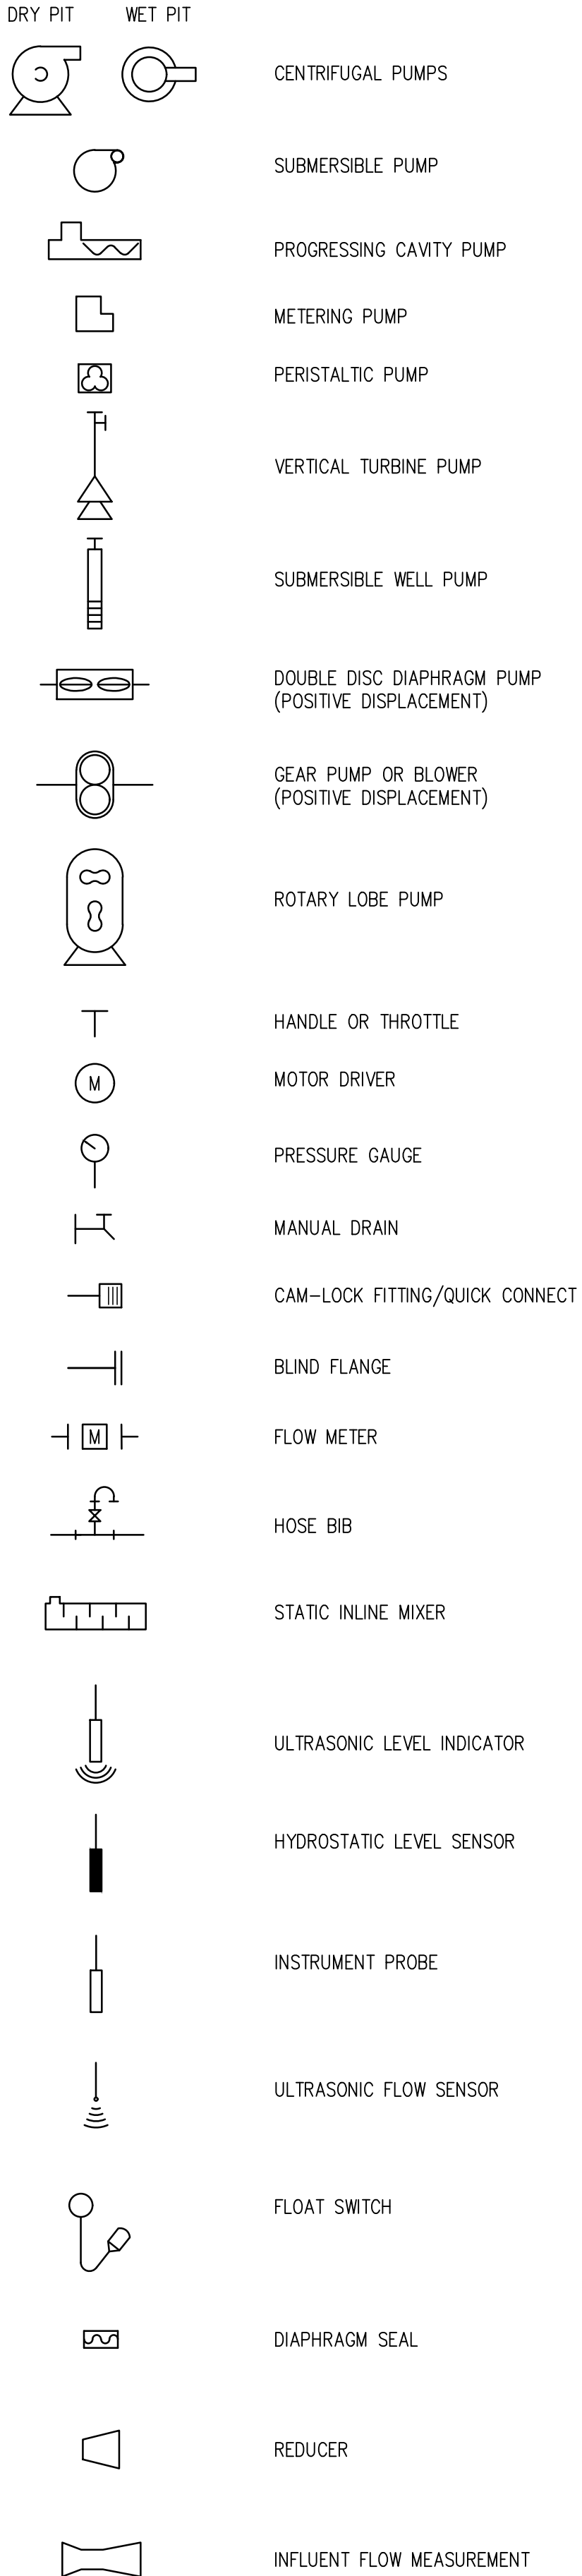 DRY PIT WET PIT
CENTRIFUGAL PUMPS
SUBMERSIBLE PUMP
PROGRESSING CAVITY PUMP
METERING PUMP
PERISTALTIC PUMP
VERTICAL TURBINE PUMP
SUBMERSIBLE WELL PUMP
DOUBLE DISC DIAPHRAGM PUMP
(POSITIVE DISPLACEMENT)
GEAR PUMP OR BLOWER
(POSITIVE DISPLACEMENT)
ROTARY LOBE PUMP
HANDLE OR THROTTLE
M MOTOR DRIVER
PRESSURE GAUGE
MANUAL DRAIN
CAM-LOCK FITTING/QUICK CONNECT
BLIND FLANGE
M FLOW METER
HOSE BIB
STATIC INLINE MIXER
ULTRASONIC LEVEL INDICATOR
HYDROSTATIC LEVEL SENSOR
INSTRUMENT PROBE
ULTRASONIC FLOW SENSOR
FLOAT SWITCH
DIAPHRAGM SEAL
REDUCER
INFLUENT FLOW MEASUREMENT